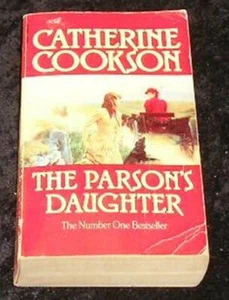 CATHERINE
COOKSON
THE PARSON'S
DAUGHTER
The Number One Bestseller